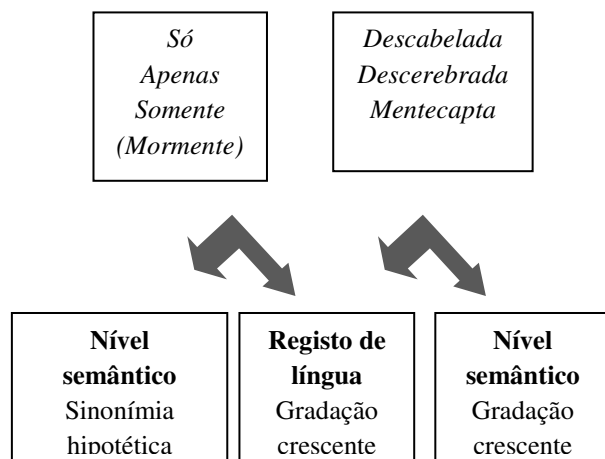 Só
Apenas
Somente
(Mormente)
Descabelada
Descerebrada
Mentecapta
Nível
semântico
Sinonímia
hipotética
Registo de
língua
Gradação
crescente
Nível
semântico
Gradação
crescente